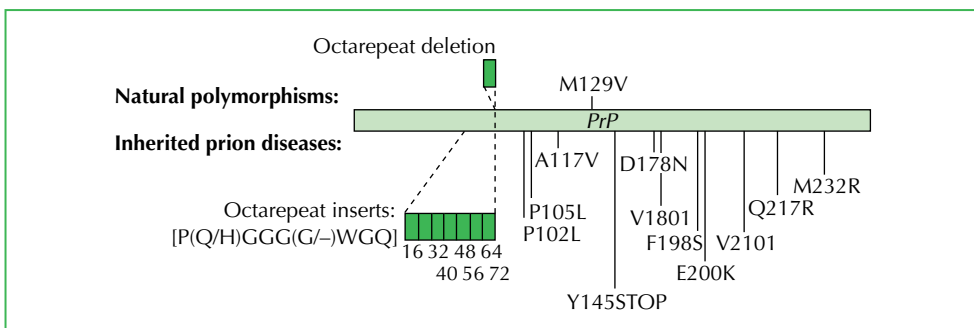 Octarepeat deletion
M129V
Natural polymorphisms:
PrP
Inherited prion diseases:
A117V
D178N
M232R
Octarepeat inserts:
P105L
V1801
Q217R
[P(Q/H)GGG(G/–)WGQ]
P102L
F198S
V2101
16 32 48 64
40 56 72
E200K
Y145STOP